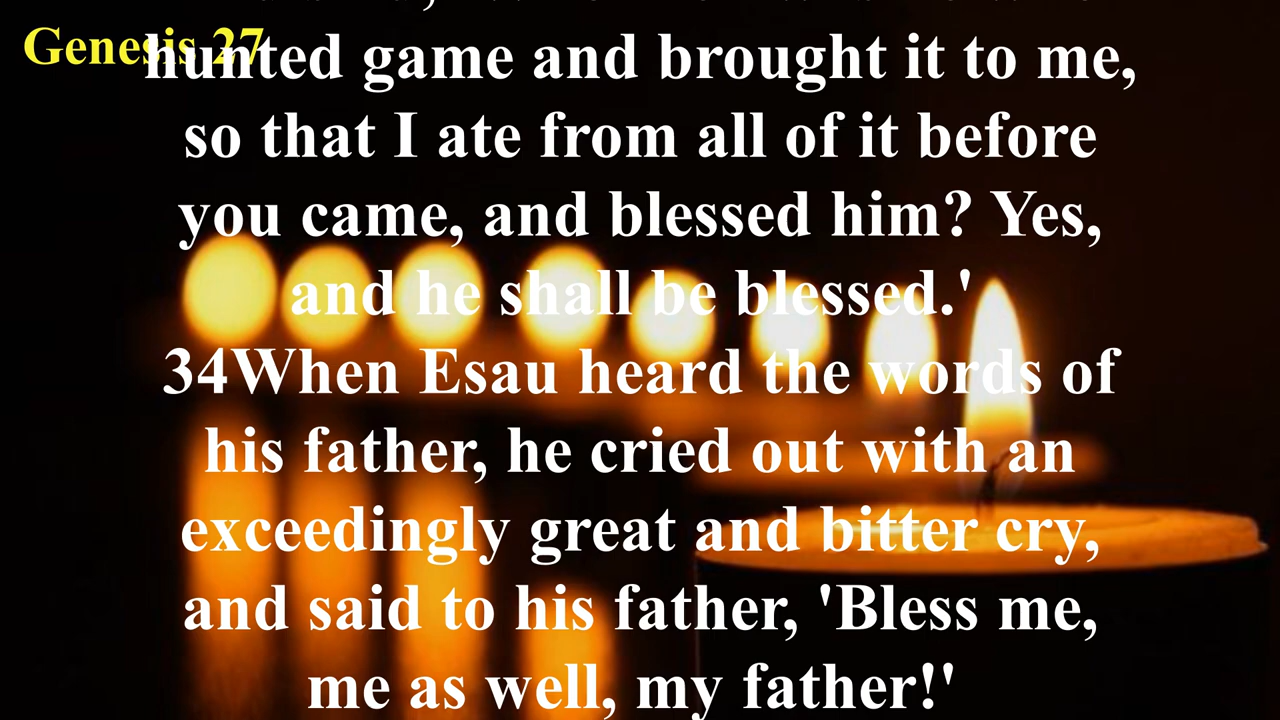 Genesis 27
hunted game and brought it to me,
so that I ate from all of it before
you came, and blessed him? Yes,
and he shall be blessed.'
34When Esau heard the words of
his father, he cried out with an
exceedingly great and bitter cry,
and said to his father, 'Bless me,
me as well, my father!'